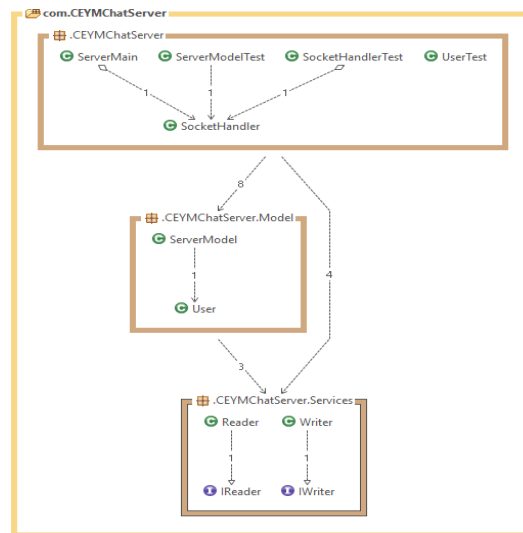 com.CEYMChatServer
.CEYMChatServer
ServerMain ServerModelTest SocketHandlerTest UserTest
1 1 1
SocketHandler
8
.CEYMChatServer.Model
ServerModel
4
1
User
3
.CEYMChatServer.Services
Reader Writer
1 1
IReader IWriter